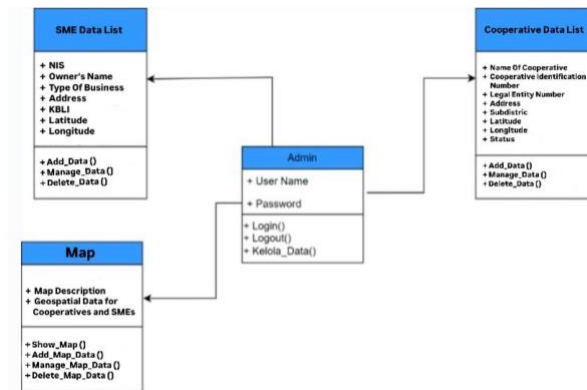 SME Data List
+ NIS
+ Owner's Name
+ Type Of Business
+ Address
+ KBLI
+ Latitude
+ Longitude
+Add_Data()
+Manage_Data()
+Delete_Data()
Cooperative Data List
+ Name Of Cooperative
+ Cooperative Identification
Number
+ Legal Entity Number
+ Address
+ Subdistric
+ Latitude
+ Longitude
+ Status
+Add_Data()
+Manage_Data()
+Delete_Data()
Admin
+ User Name
+ Password
+ Login()
+ Logout()
+ Kelola_Data()
Map
+ Map Description
+ Geospatial Data for
Cooperatives and SMEs
+Show_Map()
+Add_Map_Data()
+Manage_Map_Data()
+Delete_Map_Data()